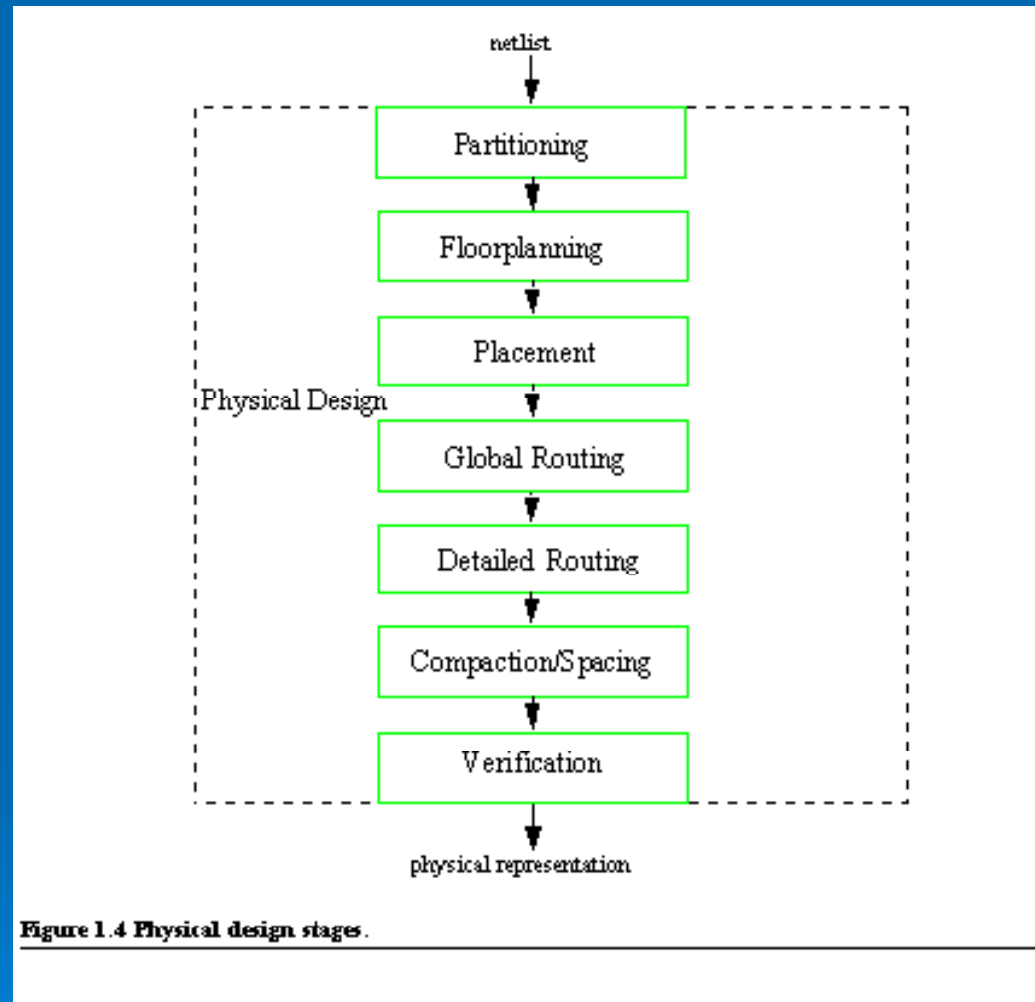 netlist
Partitioning
Floorplanning
Placement
Physical Design
Global Routing
Detailed Routing
Compaction/Spacing
Verification
physical representation
Figure 1.4 Physical design stages.